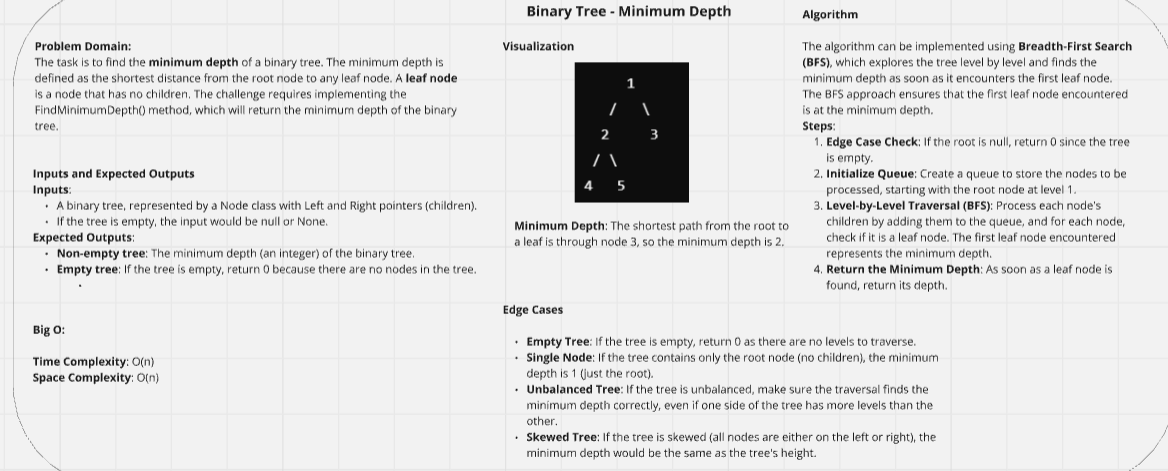 Binary Tree - Minimum Depth
Problem Domain:
The task is to find the minimum depth of a binary tree. The minimum depth is
defined as the shortest distance from the root node to any leaf node. A leaf node
is a node that has no children. The challenge requires implementing the
FindMinimumDepth() method, which will return the minimum depth of the binary
tree.
Inputs and Expected Outputs
Inputs:
• A binary tree, represented by a Node class with Left and Right pointers (children).
• If the tree is empty, the input would be null or None.
Expected Outputs:
• Non-empty tree: The minimum depth (an integer) of the binary tree.
• Empty tree: If the tree is empty, return 0 because there are no nodes in the tree.
•
Big O:
Time Complexity: O(n)
Space Complexity: O(n)
Visualization
1
/ \
2 3
/ \
4 5
Minimum Depth: The shortest path from the root to
a leaf is through node 3, so the minimum depth is 2.
Edge Cases
• Empty Tree: If the tree is empty, return 0 as there are no levels to traverse.
• Single Node: If the tree contains only the root node (no children), the minimum
depth is 1 (just the root).
• Unbalanced Tree: If the tree is unbalanced, make sure the traversal finds the
minimum depth correctly, even if one side of the tree has more levels than the
other.
• Skewed Tree: If the tree is skewed (all nodes are either on the left or right), the
minimum depth would be the same as the tree's height.
Algorithm
The algorithm can be implemented using Breadth-First Search
(BFS), which explores the tree level by level and finds the
minimum depth as soon as it encounters the first leaf node.
The BFS approach ensures that the first leaf node encountered
is at the minimum depth.
Steps:
1. Edge Case Check: If the root is null, return 0 since the tree
is empty.
2. Initialize Queue: Create a queue to store the nodes to be
processed, starting with the root node at level 1.
3. Level-by-Level Traversal (BFS): Process each node's
children by adding them to the queue, and for each node,
check if it is a leaf node. The first leaf node encountered
represents the minimum depth.
4. Return the Minimum Depth: As soon as a leaf node is
found, return its depth.